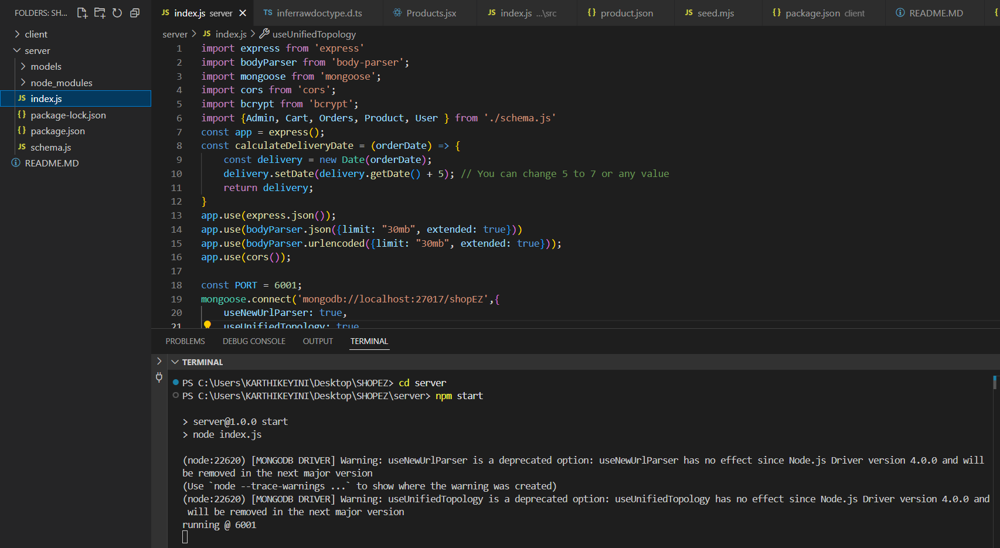 FOLDERS: SH...
client
server
models
node_modules
JS index.js
{} package-lock.json
{} package.json
JS schema.js
README.MD
JS index.js server
TS inferrawdoctype.d.ts
Products.jsx
JS index.js ...\src
{} product.json
JS seed.mjs
{} package.json client
README.MD
server > JS index.js > useUnifiedTopology
1 import express from 'express'
2 import bodyParser from 'body-parser';
3 import mongoose from 'mongoose';
4 import cors from 'cors';
5 import bcrypt from 'bcrypt';
6 import {Admin, Cart, Orders, Product, User } from './schema.js'
7 const app = express();
8 const calculateDeliveryDate = (orderDate) => {
9 const delivery = new Date(orderDate);
10 delivery.setDate(delivery.getDate() + 5); // You can change 5 to 7 or any value
11 return delivery;
12 }
13 app.use(express.json());
14 app.use(bodyParser.json({limit: "30mb", extended: true}))
15 app.use(bodyParser.urlencoded({limit: "30mb", extended: true}));
16 app.use(cors());
17
18 const PORT = 6001;
19 mongoose.connect('mongodb://localhost:27017/shopEZ',{
20 useNewUrlParser: true,
21 useUnifiedTopology: true
PROBLEMS DEBUG CONSOLE OUTPUT TERMINAL
TERMINAL
PS C:\Users\KARTHIKEYINI\Desktop\SHOPEZ> cd server
PS C:\Users\KARTHIKEYINI\Desktop\SHOPEZ\server> npm start
> server@1.0.0 start
> node index.js
(node:22620) [MONGODB DRIVER] Warning: useNewUrlParser is a deprecated option: useNewUrlParser has no effect since Node.js Driver version 4.0.0 and will
be removed in the next major version
(Use `node --trace-warnings ...` to show where the warning was created)
(node:22620) [MONGODB DRIVER] Warning: useUnifiedTopology is a deprecated option: useUnifiedTopology has no effect since Node.js Driver version 4.0.0 and
will be removed in the next major version
running @ 6001